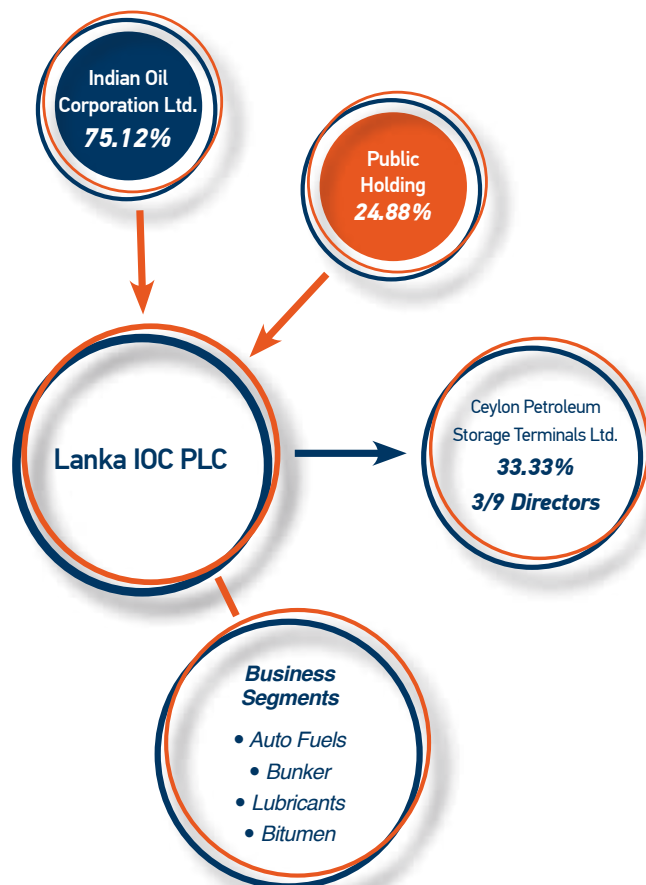 Indian Oil
Corporation Ltd.
75.12%
Public
Holding
24.88%
Lanka IOC PLC
Ceylon Petroleum
Storage Terminals Ltd.
33.33%
3/9 Directors
Business
Segments
• Auto Fuels
• Bunker
• Lubricants
• Bitumen